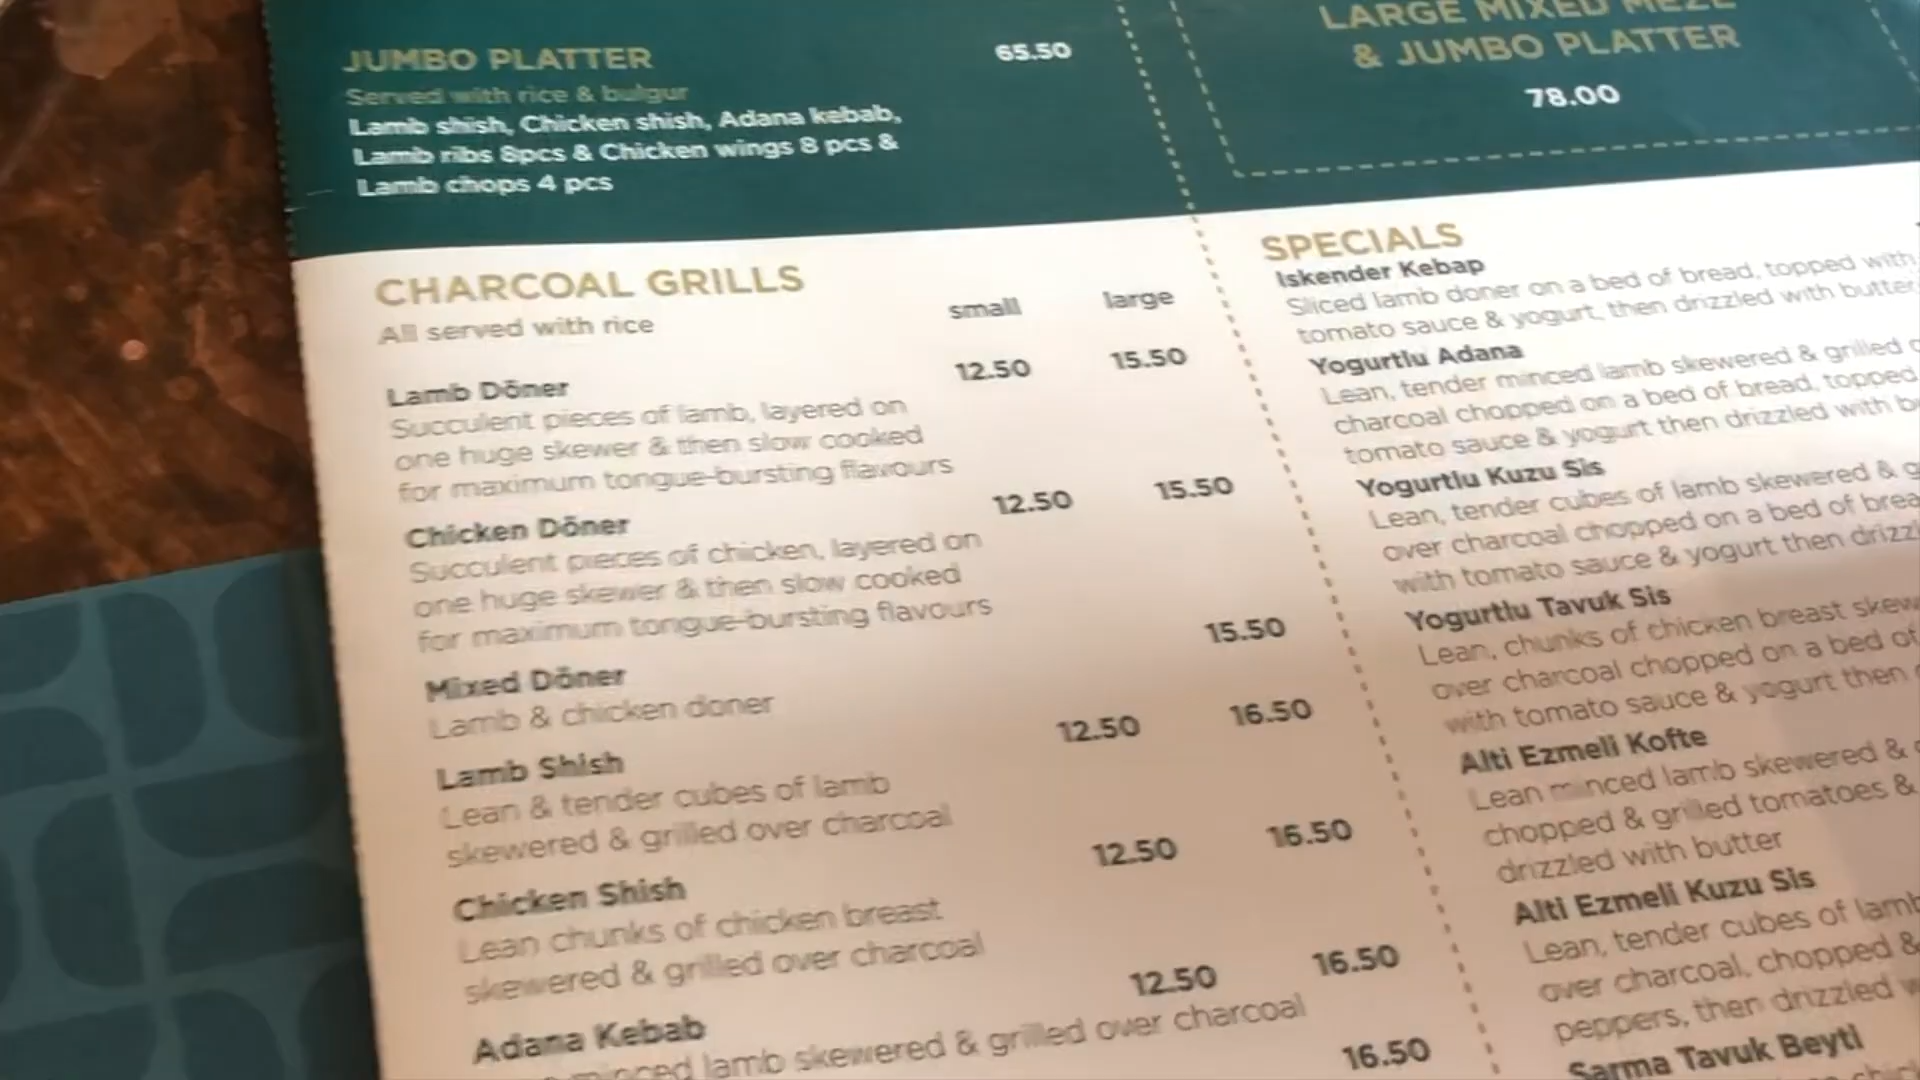 JUMBO PLATTER 65.50
Served with rice & bulgur
Lamb shish, Chicken shish, Adana kebab,
Lamb ribs 8pcs & Chicken wings 8 pcs &
Lamb chops 4 pcs
LARGE MIXED MEZE
& JUMBO PLATTER
78.00
CHARCOAL GRILLS
All served with rice small large
Lamb Döner 12.50 15.50
Succulent pieces of lamb, layered on
one huge skewer & then slow cooked
for maximum tongue-bursting flavours
Chicken Döner 12.50 15.50
Succulent pieces of chicken, layered on
one huge skewer & then slow cooked
for maximum tongue-bursting flavours
Mixed Döner 15.50
Lamb & chicken doner
Lamb Shish 12.50 16.50
Lean & tender cubes of lamb
skewered & grilled over charcoal
Chicken Shish 12.50 16.50
Lean chunks of chicken breast
skewered & grilled over charcoal
Adana Kebab 12.50 16.50
minced lamb skewered & grilled over charcoal
16.50
SPECIALS
Iskender Kebap
Sliced lamb doner on a bed of bread, topped with
tomato sauce & yogurt, then drizzled with butter
Yogurtlu Adana
Lean, tender minced lamb skewered & grilled
charcoal chopped on a bed of bread, topped
tomato sauce & yogurt then drizzled with
Yogurtlu Kuzu Sis
Lean, tender cubes of lamb skewered &
over charcoal chopped on a bed of
with tomato sauce & yogurt then
Yogurtlu Tavuk Sis
Lean, chunks of chicken breast
over charcoal chopped on a bed of
with tomato sauce & yogurt then
Alti Ezmeli Kofte
Lean minced lamb skewered &
chopped & grilled tomatoes &
drizzled with butter
Alti Ezmeli Kuzu Sis
Lean, tender cubes of lamb
over charcoal, chopped &
peppers, then drizzled
Sarma Tavuk Beyti